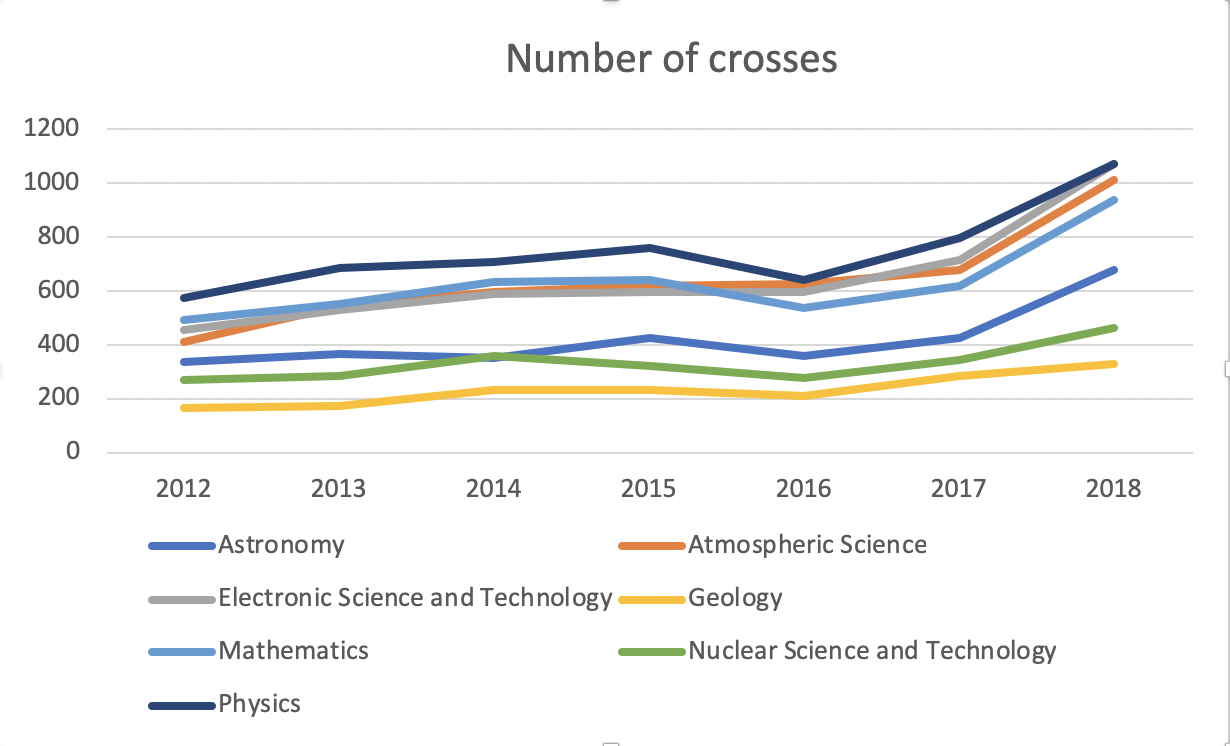 Number of crosses
1200
1000
800
600
400
200
0
2012 2013 2014 2015 2016 2017 2018
Astronomy Atmospheric Science
Electronic Science and Technology Geology
Mathematics Nuclear Science and Technology
Physics